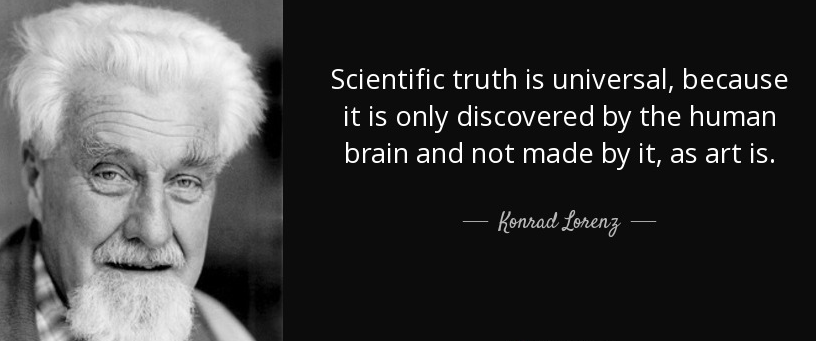 Scientific truth is universal, because
it is only discovered by the human
brain and not made by it, as art is.
Konrad Lorenz